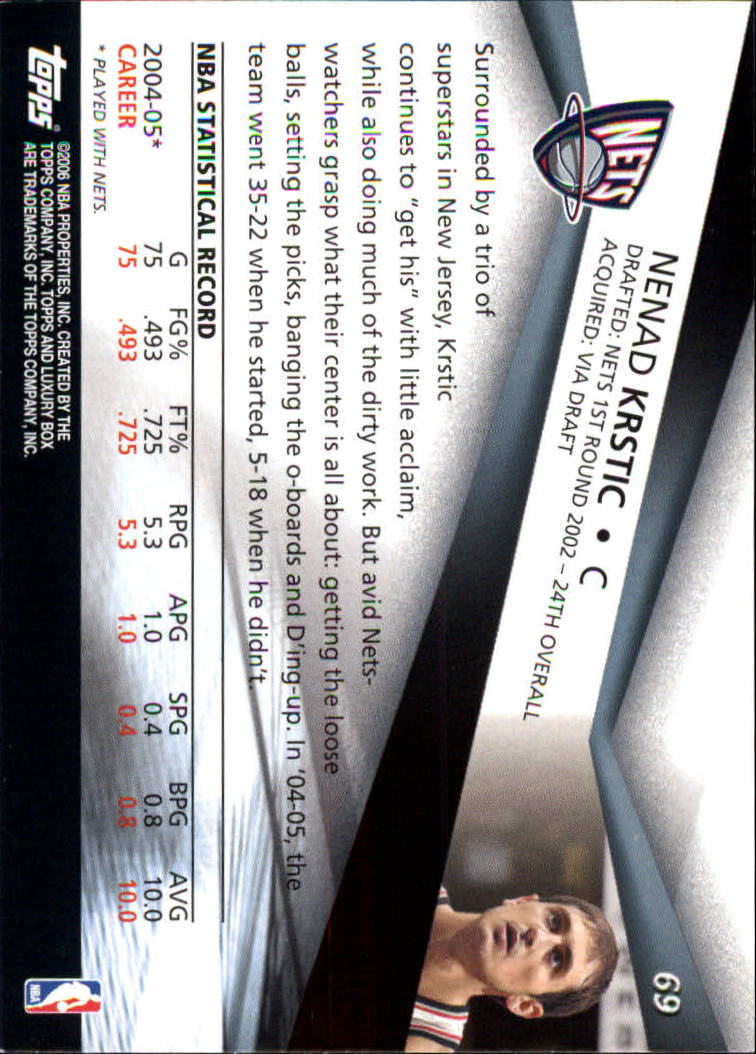 69
NETS
NENAD KRSTIC • C
DRAFTED: NETS 1ST ROUND 2002 – 24TH OVERALL
ACQUIRED: VIA DRAFT
Surrounded by a trio of
superstars in New Jersey, Krstic
continues to "get his" with little acclaim,
while also doing much of the dirty work. But avid Nets-
watchers grasp what their center is all about: getting the loose
balls, setting the picks, banging the o-boards and D'ing-up. In '04-05, the
team went 35-22 when he started, 5-18 when he didn't.
NBA STATISTICAL RECORD
G FG% FT% RPG APG SPG BPG AVG
2004-05* 75 .493 .725 5.3 1.0 0.4 0.8 10.0
CAREER 75 .493 .725 5.3 1.0 0.4 0.8 10.0
* PLAYED WITH NETS.
topps®
©2006 NBA PROPERTIES, INC. CREATED BY THE
TOPPS COMPANY, INC. TOPPS AND LUXURY BOX
ARE TRADEMARKS OF THE TOPPS COMPANY, INC.
NBA